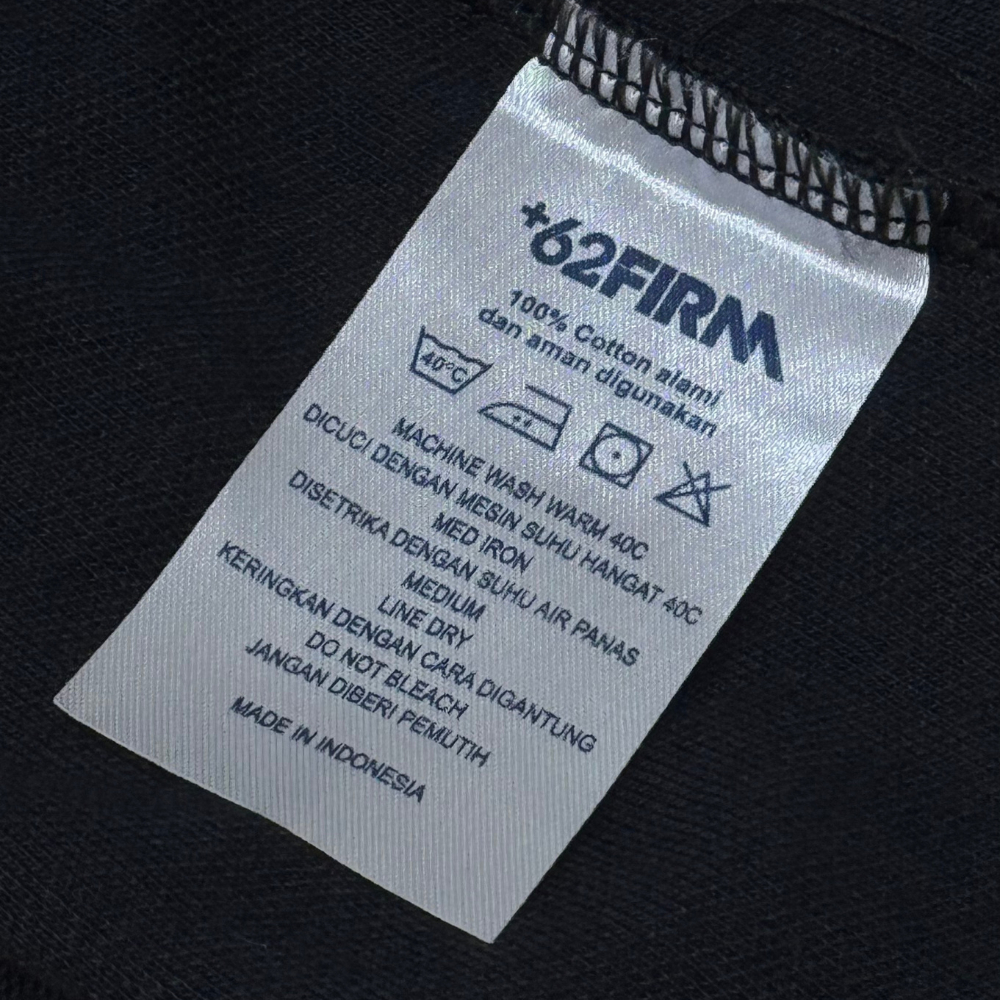 +62FIRM
100% Cotton alami
dan aman digunakan
40°C
MACHINE WASH WARM 40C
DICUCI DENGAN MESIN SUHU HANGAT 40C
MED IRON
DISETRIKA DENGAN SUHU AIR PANAS
MEDIUM
LINE DRY
KERINGKAN DENGAN CARA DIGANTUNG
DO NOT BLEACH
JANGAN DIBERI PEMUTIH
MADE IN INDONESIA